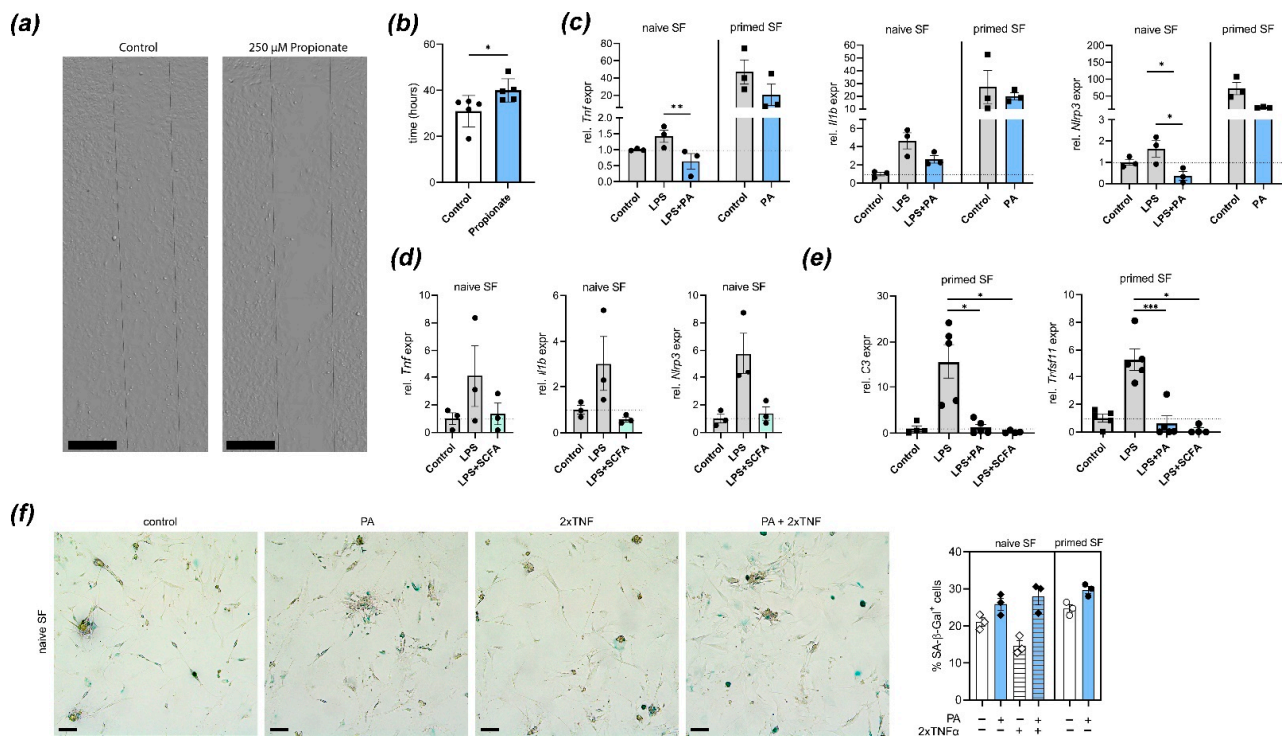 (a)
Control
250 µM Propionate
(b)
*
time (hours)
60
40
20
0
Control
Propionate
(c)
naive SF
primed SF
rel. Tnf expr
100
80
60
40
20
2.0
1.5
1.0
0.5
0.0
**
Control
LPS
LPS+PA
Control
PA
naive SF
primed SF
rel. Il1b expr
60
50
40
30
20
10
8
6
4
2
0
Control
LPS
LPS+PA
Control
PA
naive SF
primed SF
rel. Nlrp3 expr
200
150
100
50
4
3
2
1
0
*
*
Control
LPS
LPS+PA
Control
PA
(d)
naive SF
rel. Tnf expr
10
8
6
4
2
0
Control
LPS
LPS+SCFA
naive SF
rel. Il1b expr
6
4
2
0
Control
LPS
LPS+SCFA
naive SF
rel. Nlrp3 expr
10
8
6
4
2
0
Control
LPS
LPS+SCFA
(e)
primed SF
rel. C3 expr
30
20
10
0
*
*
Control
LPS
LPS+PA
LPS+SCFA
primed SF
rel. Tnfsf11 expr
10
8
6
4
2
0
*
***
Control
LPS
LPS+PA
LPS+SCFA
(f)
control
PA
2xTNF
PA + 2xTNF
naive SF
naive SF
primed SF
% SA-β-Gal+ cells
40
30
20
10
0
PA − + − + − +
2xTNFα − − + +